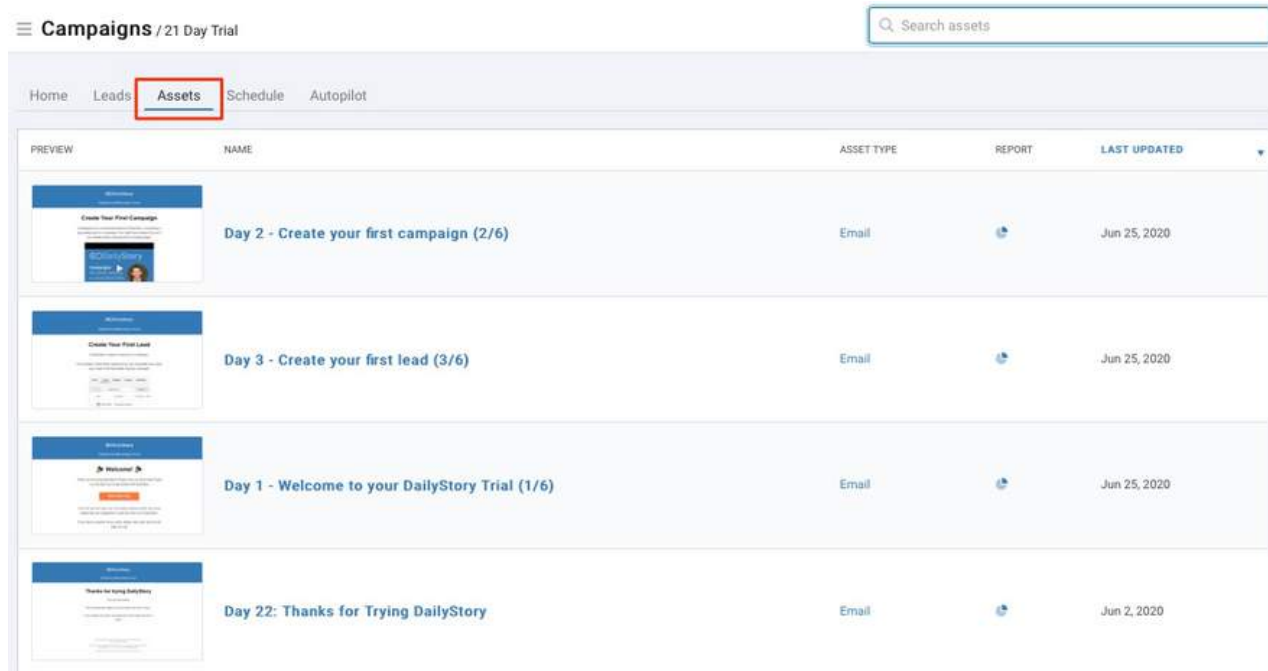 Campaigns / 21 Day Trial
Search assets
Home Leads Assets Schedule Autopilot
PREVIEW NAME ASSET TYPE REPORT LAST UPDATED
Create Your First Campaign
DailyStory
Day 2 - Create your first campaign (2/6) Email Jun 25, 2020
Create Your First Lead
Day 3 - Create your first lead (3/6) Email Jun 25, 2020
Welcome!
Day 1 - Welcome to your DailyStory Trial (1/6) Email Jun 25, 2020
Thanks for trying DailyStory
Day 22: Thanks for Trying DailyStory Email Jun 2, 2020